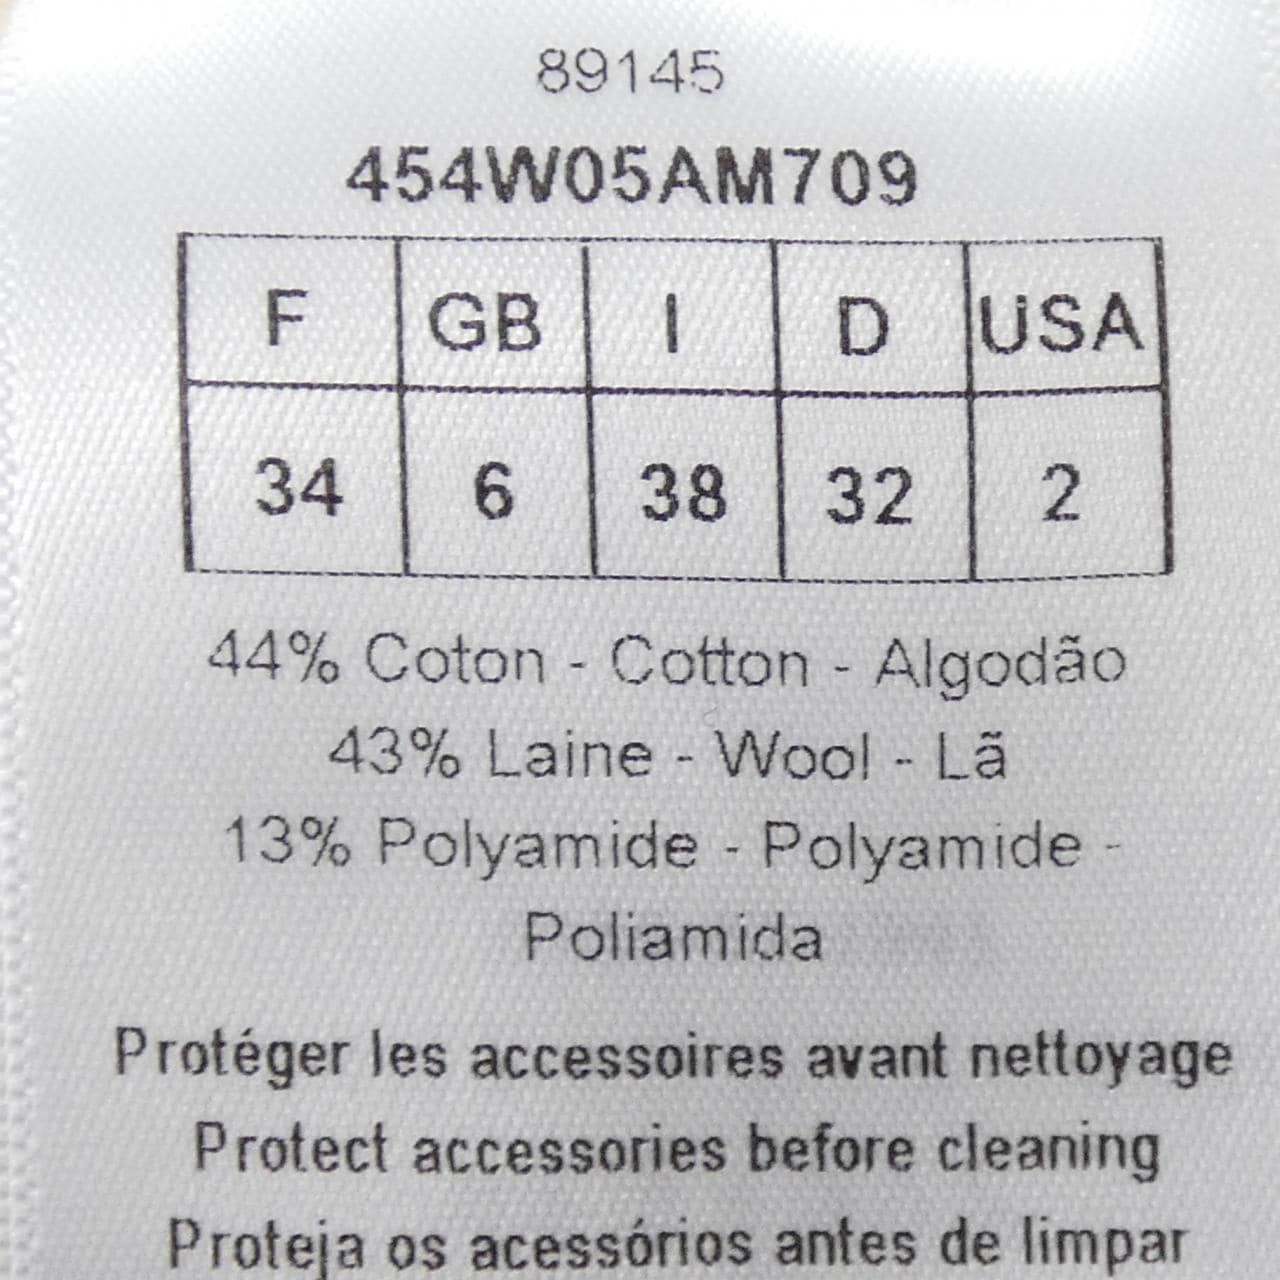 89145
454W05AM709
F GB I D USA
34 6 38 32 2
44% Coton - Cotton - Algodão
43% Laine - Wool - Lã
13% Polyamide - Polyamide -
Poliamida
Protéger les accessoires avant nettoyage
Protect accessories before cleaning
Proteja os acessórios antes de limpar